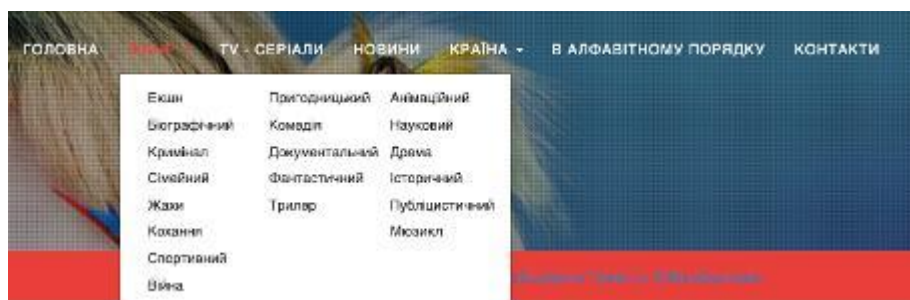 ГОЛОВНА TV - СЕРІАЛИ НОВИНИ КРАЇНА В АЛФАВІТНОМУ ПОРЯДКУ КОНТАКТИ
Екшн Пригодницький Анімаційний
Біографічний Комедія Науковий
Кримінал Документальний Драма
Сімейний Фантастичний Історичний
Жахи Трилер Публіцистичний
Кохання Мюзикл
Спортивний
Війна